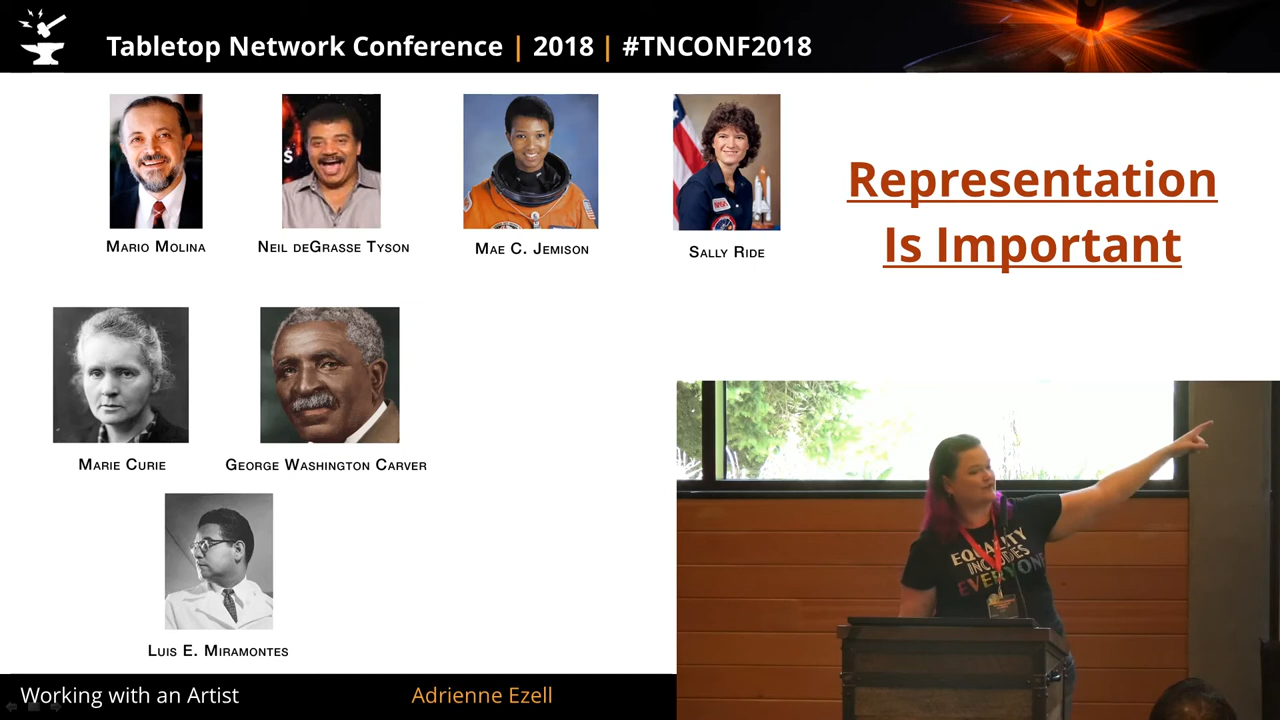 Tabletop Network Conference | 2018 | #TNCONF2018
MARIO MOLINA
NEIL DEGRASSE TYSON
MAE C. JEMISON
SALLY RIDE
Representation
Is Important
MARIE CURIE
GEORGE WASHINGTON CARVER
LUIS E. MIRAMONTES
EQUALITY
INCLUDES
EVERYONE
Working with an Artist
Adrienne Ezell